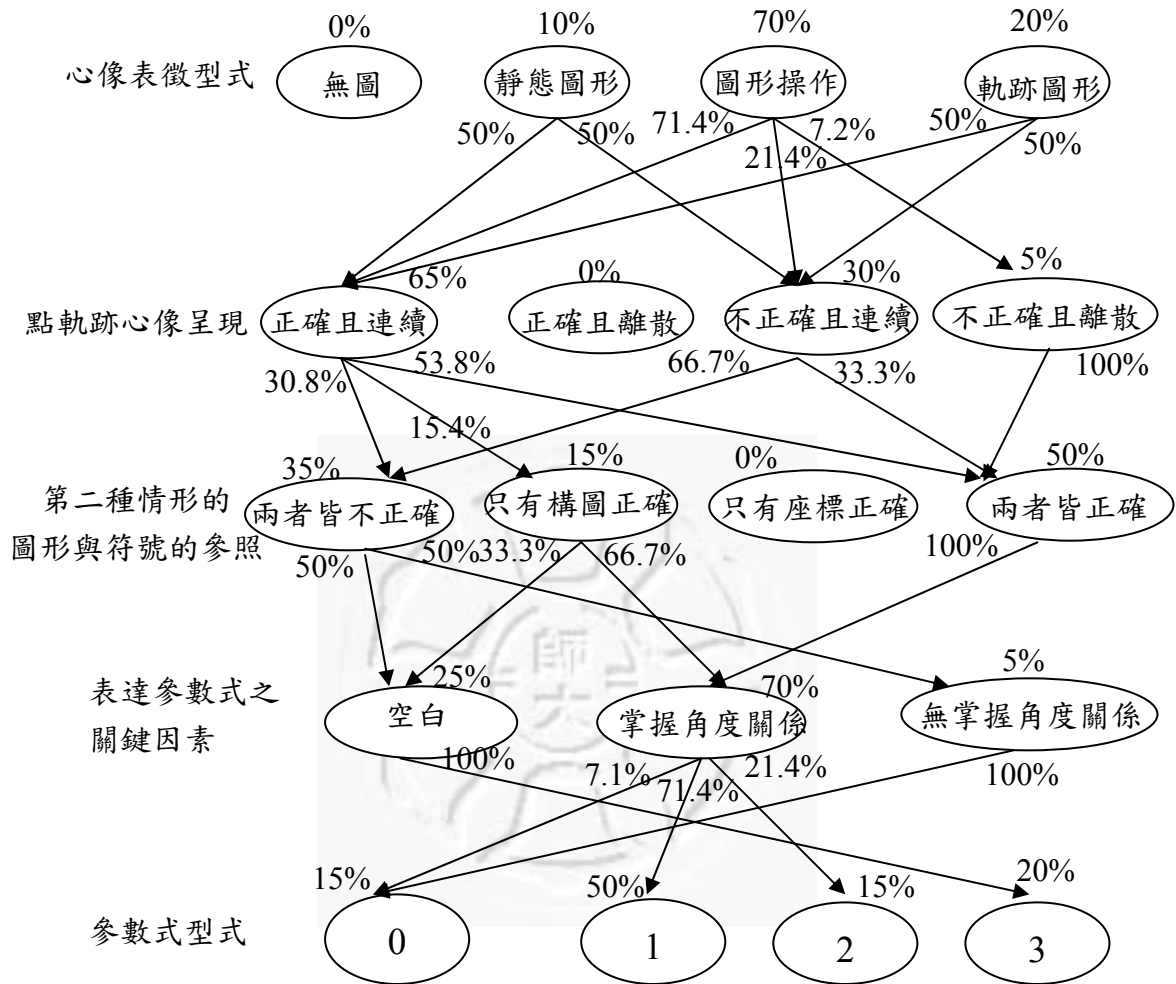 0% 10% 70% 20%
心像表徵型式 無圖 靜態圖形 圖形操作 軌跡圖形
50% 50% 71.4% 7.2% 50%
21.4% 50%
65% 0% 30% 5%
點軌跡心像呈現 正確且連續 正確且離散 不正確且連續 不正確且離散
30.8% 53.8% 66.7% 33.3% 100%
15.4%
35% 15% 0% 50%
第二種情形的
圖形與符號的參照
兩者皆不正確 只有構圖正確 只有座標正確 兩者皆正確
50% 50% 33.3% 66.7% 100%
25% 70% 5%
表達參數式之
關鍵因素
空白 掌握角度關係 無掌握角度關係
100% 7.1% 71.4% 21.4% 100%
15% 50% 15% 20%
參數式型式 0 1 2 3
師大